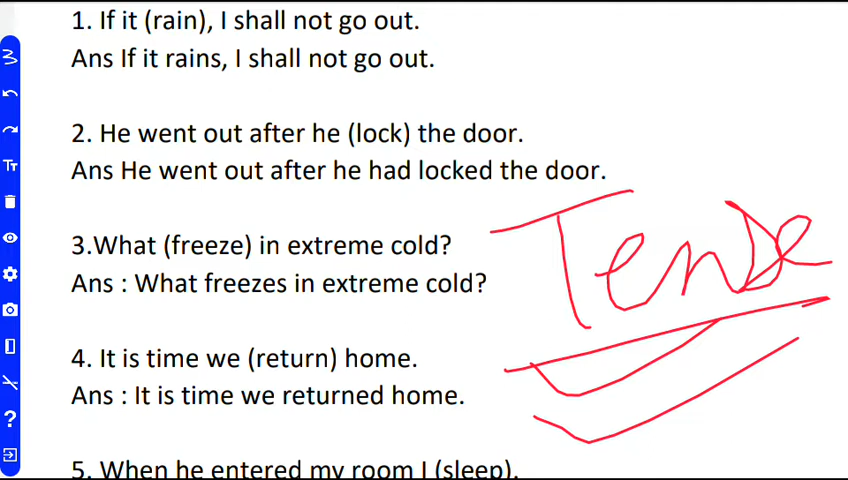 1. If it (rain), I shall not go out.
Ans If it rains, I shall not go out.
2. He went out after he (lock) the door.
Ans He went out after he had locked the door.
3.What (freeze) in extreme cold?
Ans : What freezes in extreme cold?
Tense
4. It is time we (return) home.
Ans : It is time we returned home.
5. When he entered my room I (sleep).